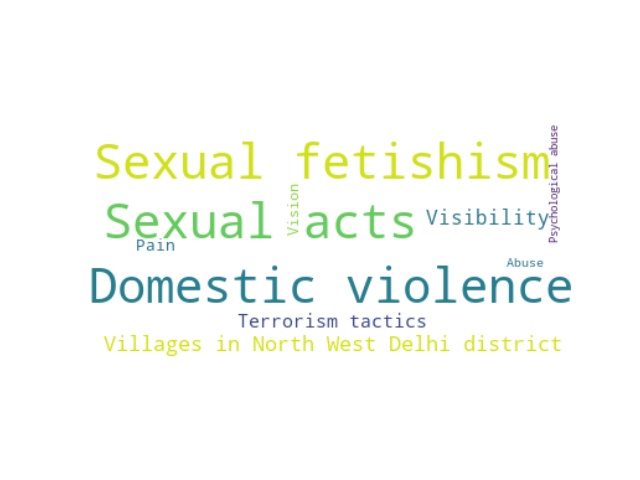 Psychological abuse
Sexual fetishism
Vision
Sexual acts
Visibility
Pain
Abuse
Domestic violence
Terrorism tactics
Villages in North West Delhi district